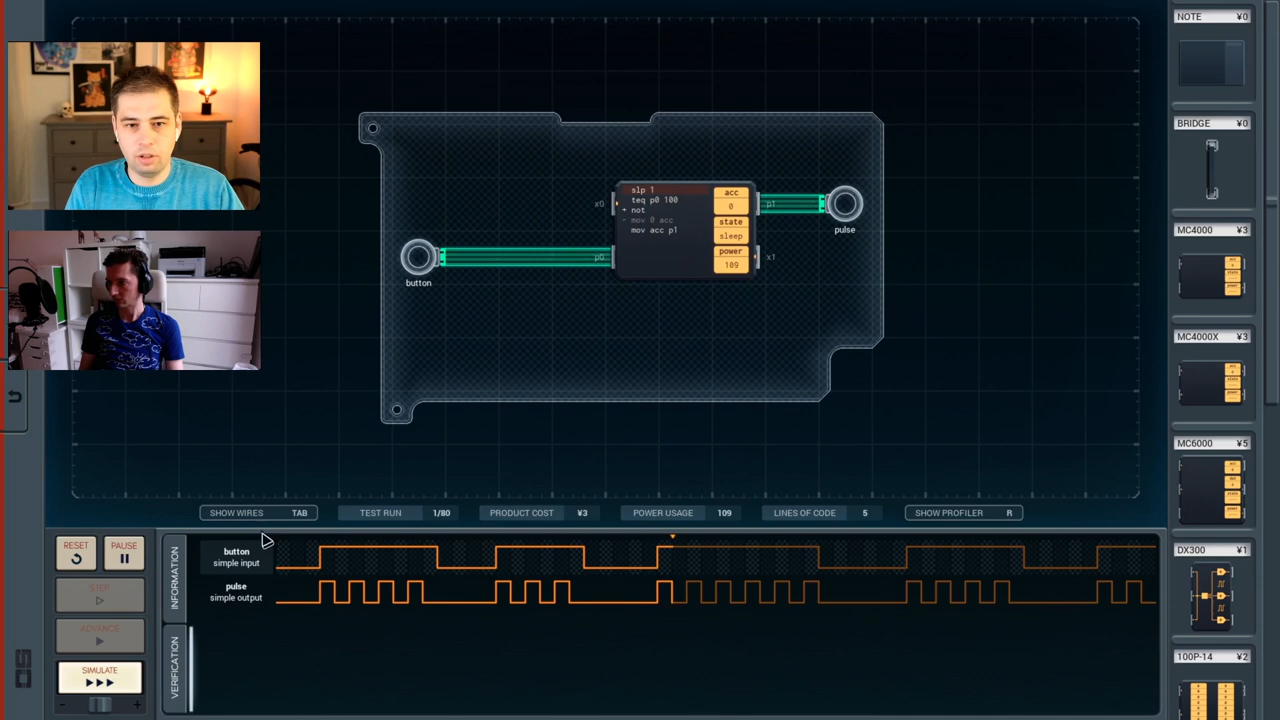 NOTE ¥0
BRIDGE ¥0
MC4000 ¥3
MC4000X ¥3
MC6000 ¥5
DX300 ¥1
100P-14 ¥2
slp 1
teq p0 100
+ not
- mov 0 acc
mov acc p1
acc
0
state
sleep
power
109
x0
p0
p1
x1
button
pulse
SHOW WIRES TAB
TEST RUN 1/80
PRODUCT COST ¥3
POWER USAGE 109
LINES OF CODE 5
SHOW PROFILER R
RESET
PAUSE
STEP
ADVANCE
SIMULATE
- +
INFORMATION
VERIFICATION
button
simple input
pulse
simple output